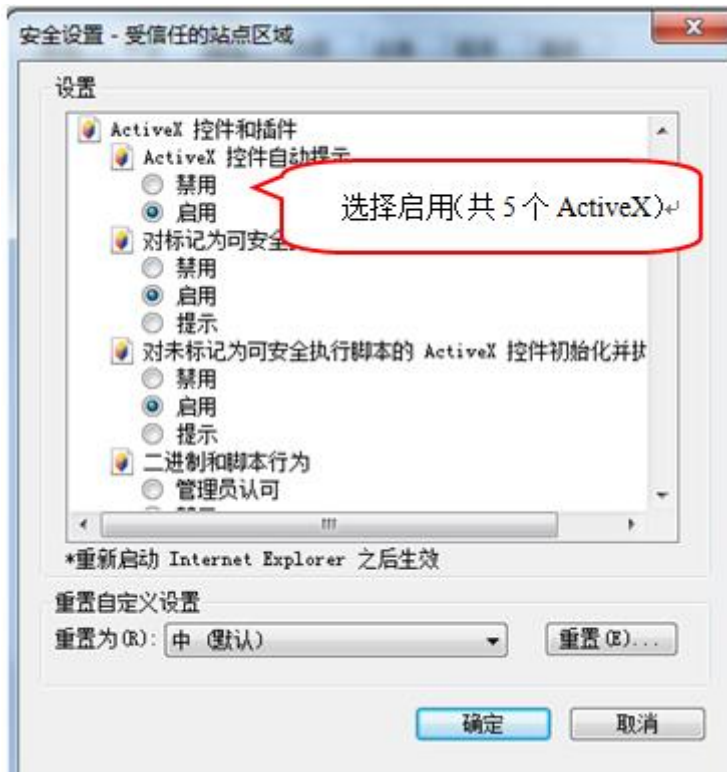 安全设置 - 受信任的站点区域
设置
ActiveX 控件和插件
ActiveX 控件自动提示
禁用
选择启用(共 5 个 ActiveX)↵
启用
对标记为可安全
禁用
启用
提示
对未标记为可安全执行脚本的 ActiveX 控件初始化并执
禁用
启用
提示
二进制和脚本行为
管理员认可
*重新启动 Internet Explorer 之后生效
重置自定义设置
重置为(R): 中 (默认)
重置(E)...
确定
取消